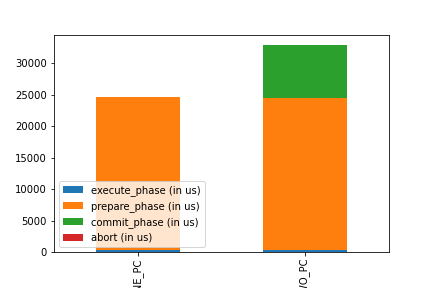 30000
25000
20000
15000
10000
5000
0
execute_phase (in us)
prepare_phase (in us)
commit_phase (in us)
abort (in us)
NE_PC
O_PC